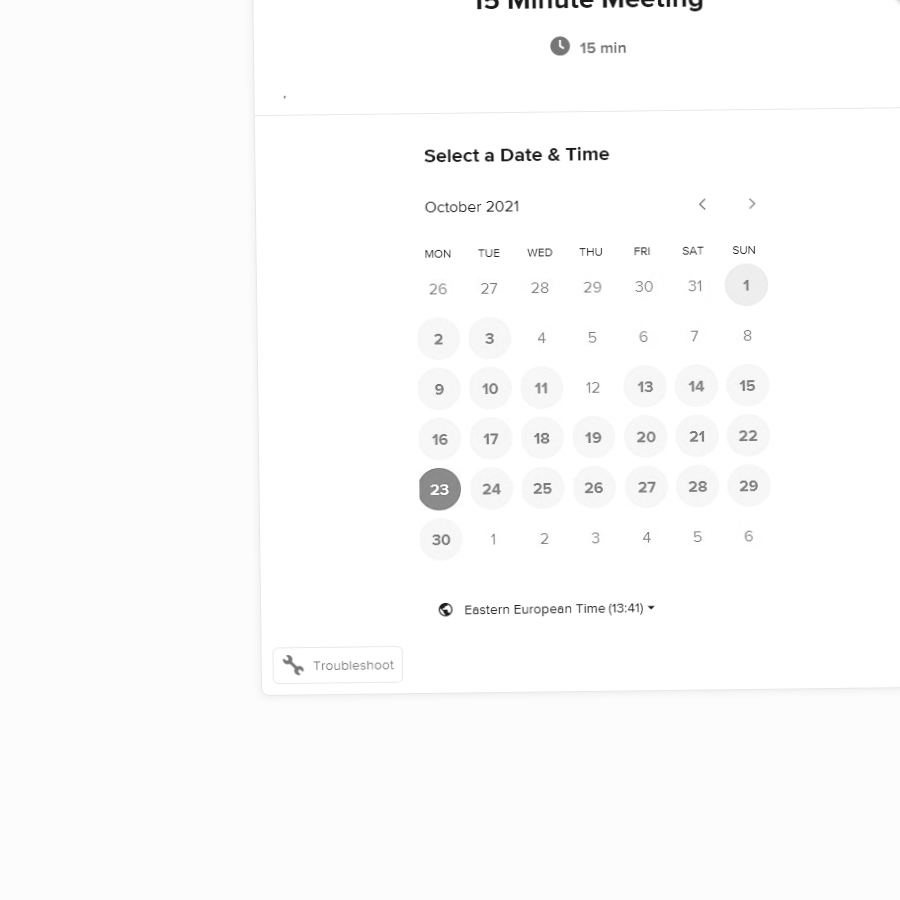 15 Minute Meeting
15 min
.
Select a Date & Time
October 2021
MON TUE WED THU FRI SAT SUN
26 27 28 29 30 31 1
2 3 4 5 6 7 8
9 10 11 12 13 14 15
16 17 18 19 20 21 22
23 24 25 26 27 28 29
30 1 2 3 4 5 6
Eastern European Time (13:41)
Troubleshoot